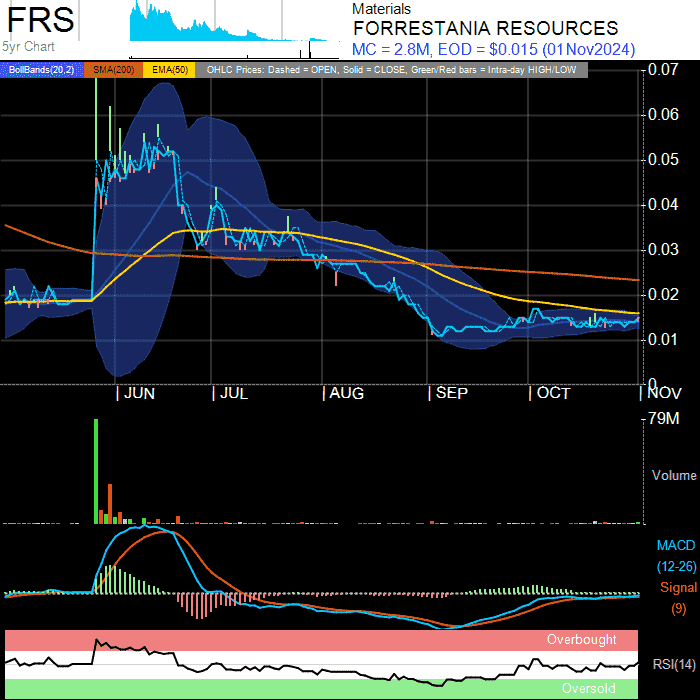 FRS
5yr Chart
Materials
FORRESTANIA RESOURCES
MC = 2.8M, EOD = $0.015 (01Nov2024)
BollBands(20,2) SMA(200) EMA(50) OHLC Prices: Dashed = OPEN, Solid = CLOSE, Green/Red bars = Intra-day HIGH/LOW
0.07
0.06
0.05
0.04
0.03
0.02
0.01
0
JUN JUL AUG SEP OCT NOV
79M
Volume
MACD
(12-26)
Signal
(9)
Overbought
RSI(14)
Oversold